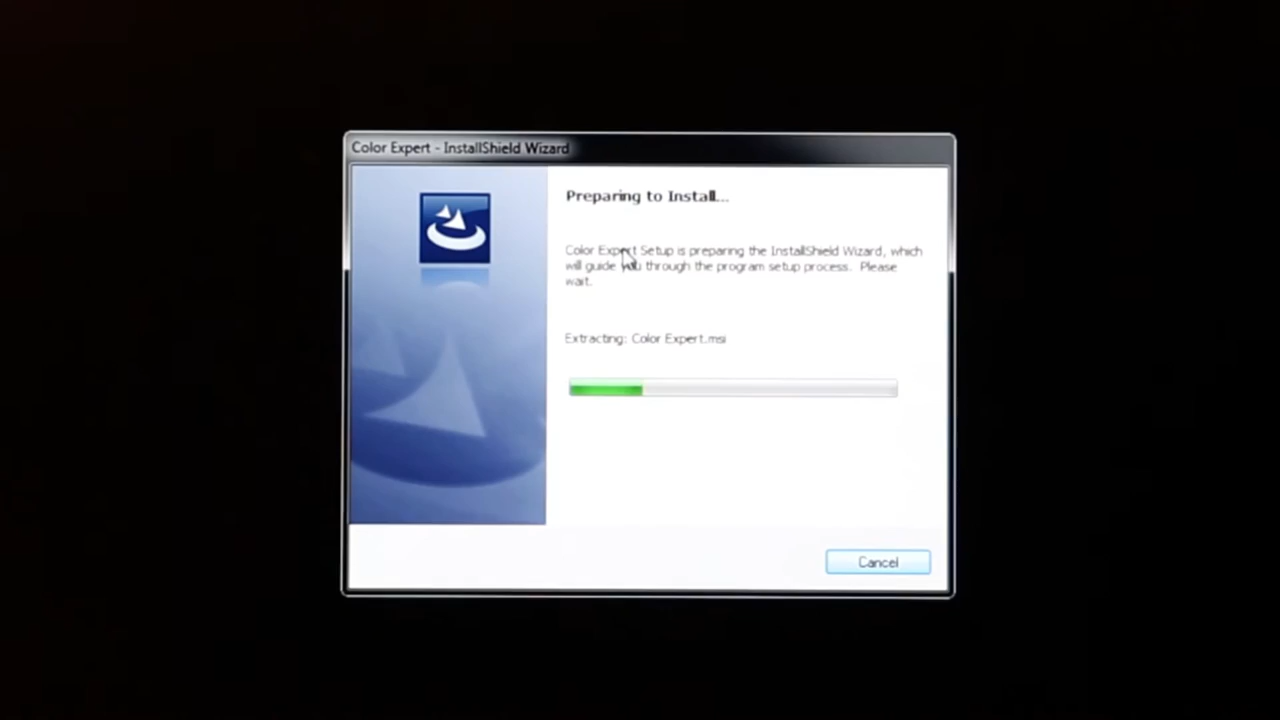 Color Expert - InstallShield Wizard
Preparing to Install...
Color Expert Setup is preparing the InstallShield Wizard, which
will guide you through the program setup process.  Please
wait.
Extracting: Color Expert.msi
Cancel